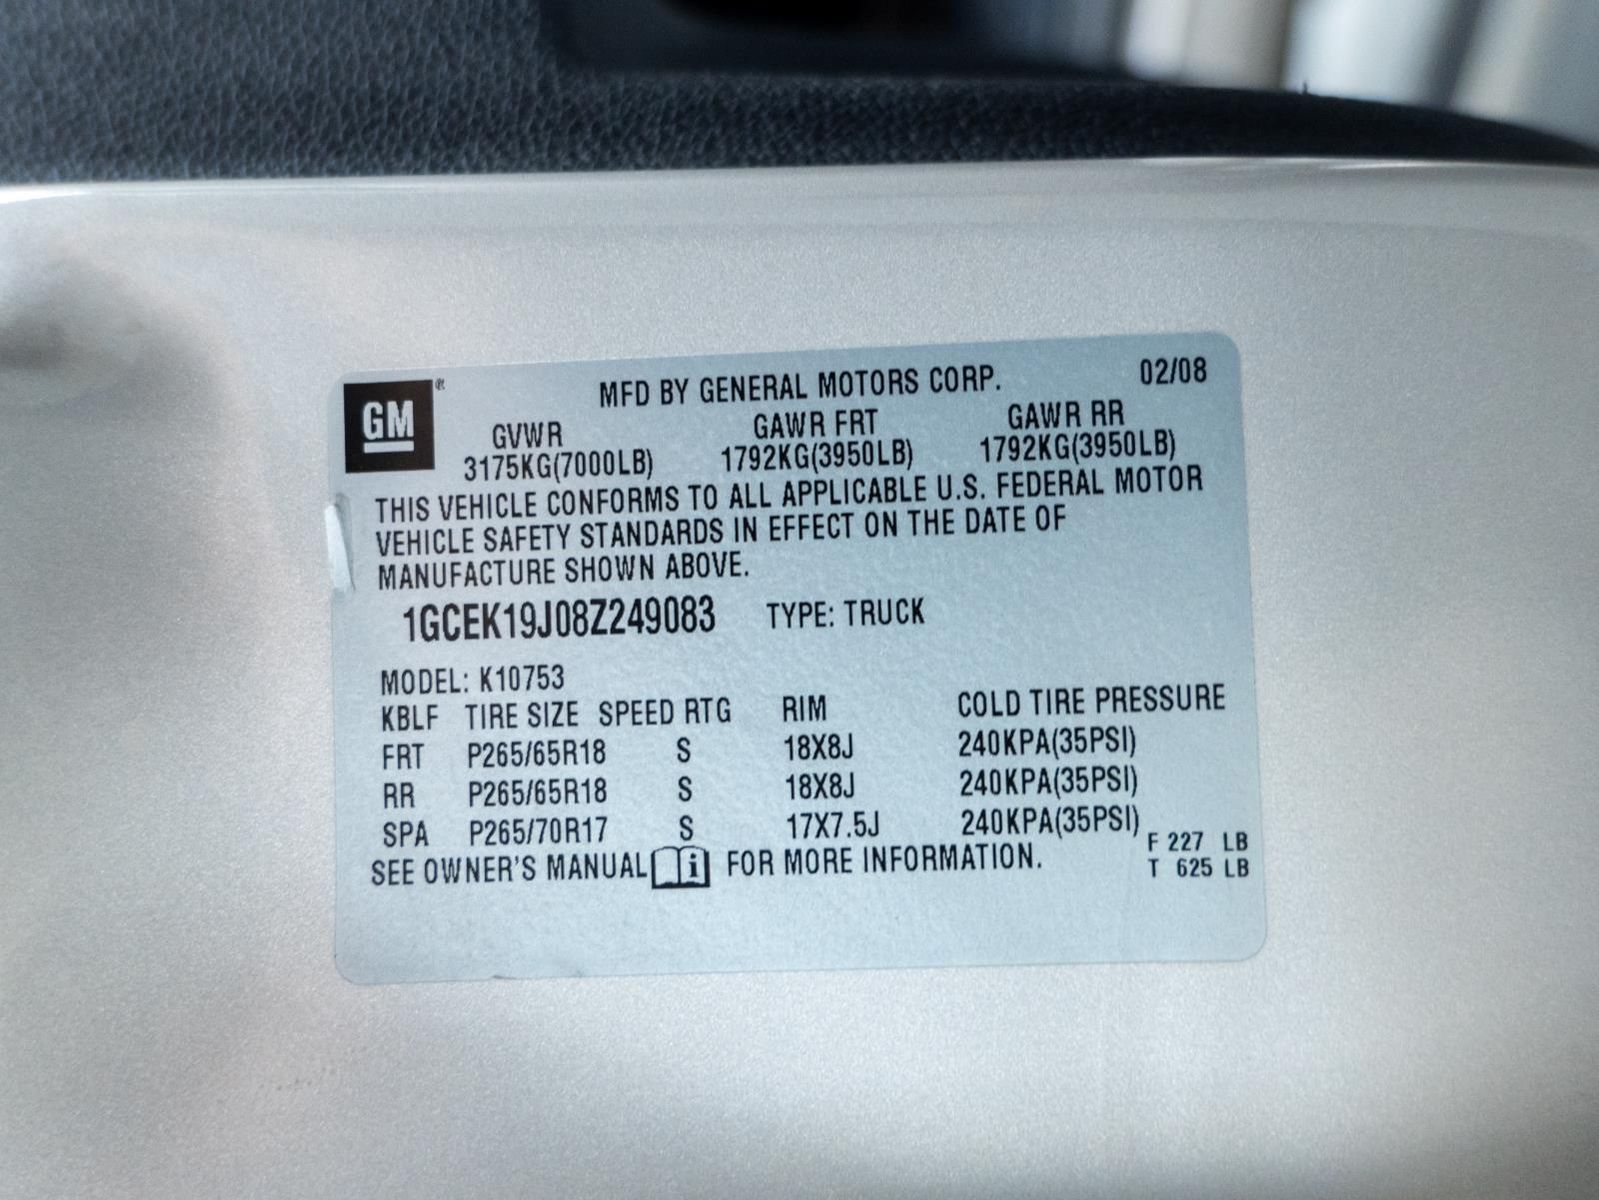 GM®
MFD BY GENERAL MOTORS CORP. 02/08
GVWR GAWR FRT GAWR RR
3175KG(7000LB) 1792KG(3950LB) 1792KG(3950LB)
THIS VEHICLE CONFORMS TO ALL APPLICABLE U.S. FEDERAL MOTOR
VEHICLE SAFETY STANDARDS IN EFFECT ON THE DATE OF
MANUFACTURE SHOWN ABOVE.
1GCEK19J08Z249083 TYPE: TRUCK
MODEL: K10753
KBLF TIRE SIZE SPEED RTG RIM COLD TIRE PRESSURE
FRT P265/65R18 S 18X8J 240KPA(35PSI)
RR P265/65R18 S 18X8J 240KPA(35PSI)
SPA P265/70R17 S 17X7.5J 240KPA(35PSI)
SEE OWNER'S MANUAL i FOR MORE INFORMATION.
F 227 LB
T 625 LB